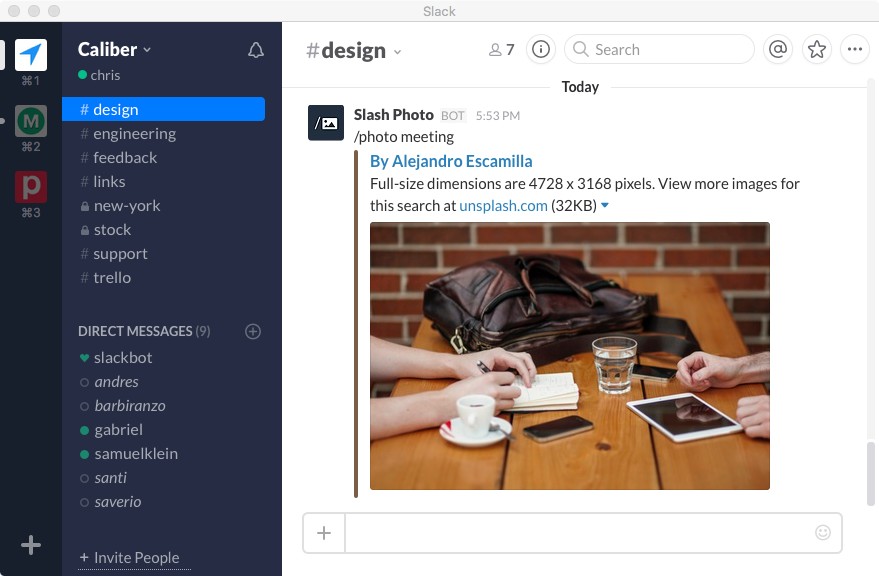 Slack
⌘1
M
⌘2
p
⌘3
Caliber
chris
# design
# engineering
# feedback
# links
new-york
stock
# support
# trello
DIRECT MESSAGES (9)
slackbot
andres
barbiranzo
gabriel
samuelklein
santi
saverio
+ Invite People
#design
7
Search
@
Today
Slash Photo BOT 5:53 PM
/photo meeting
By Alejandro Escamilla
Full-size dimensions are 4728 x 3168 pixels. View more images for
this search at unsplash.com (32KB)